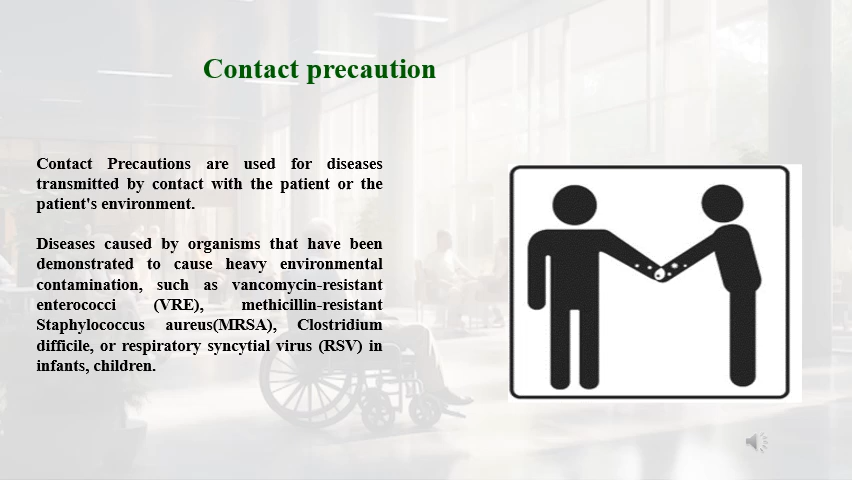 Contact precaution
Contact Precautions are used for diseases
transmitted by contact with the patient or the
patient's environment.
Diseases caused by organisms that have been
demonstrated to cause heavy environmental
contamination, such as vancomycin-resistant
enterococci (VRE), methicillin-resistant
Staphylococcus aureus(MRSA), Clostridium
difficile, or respiratory syncytial virus (RSV) in
infants, children.